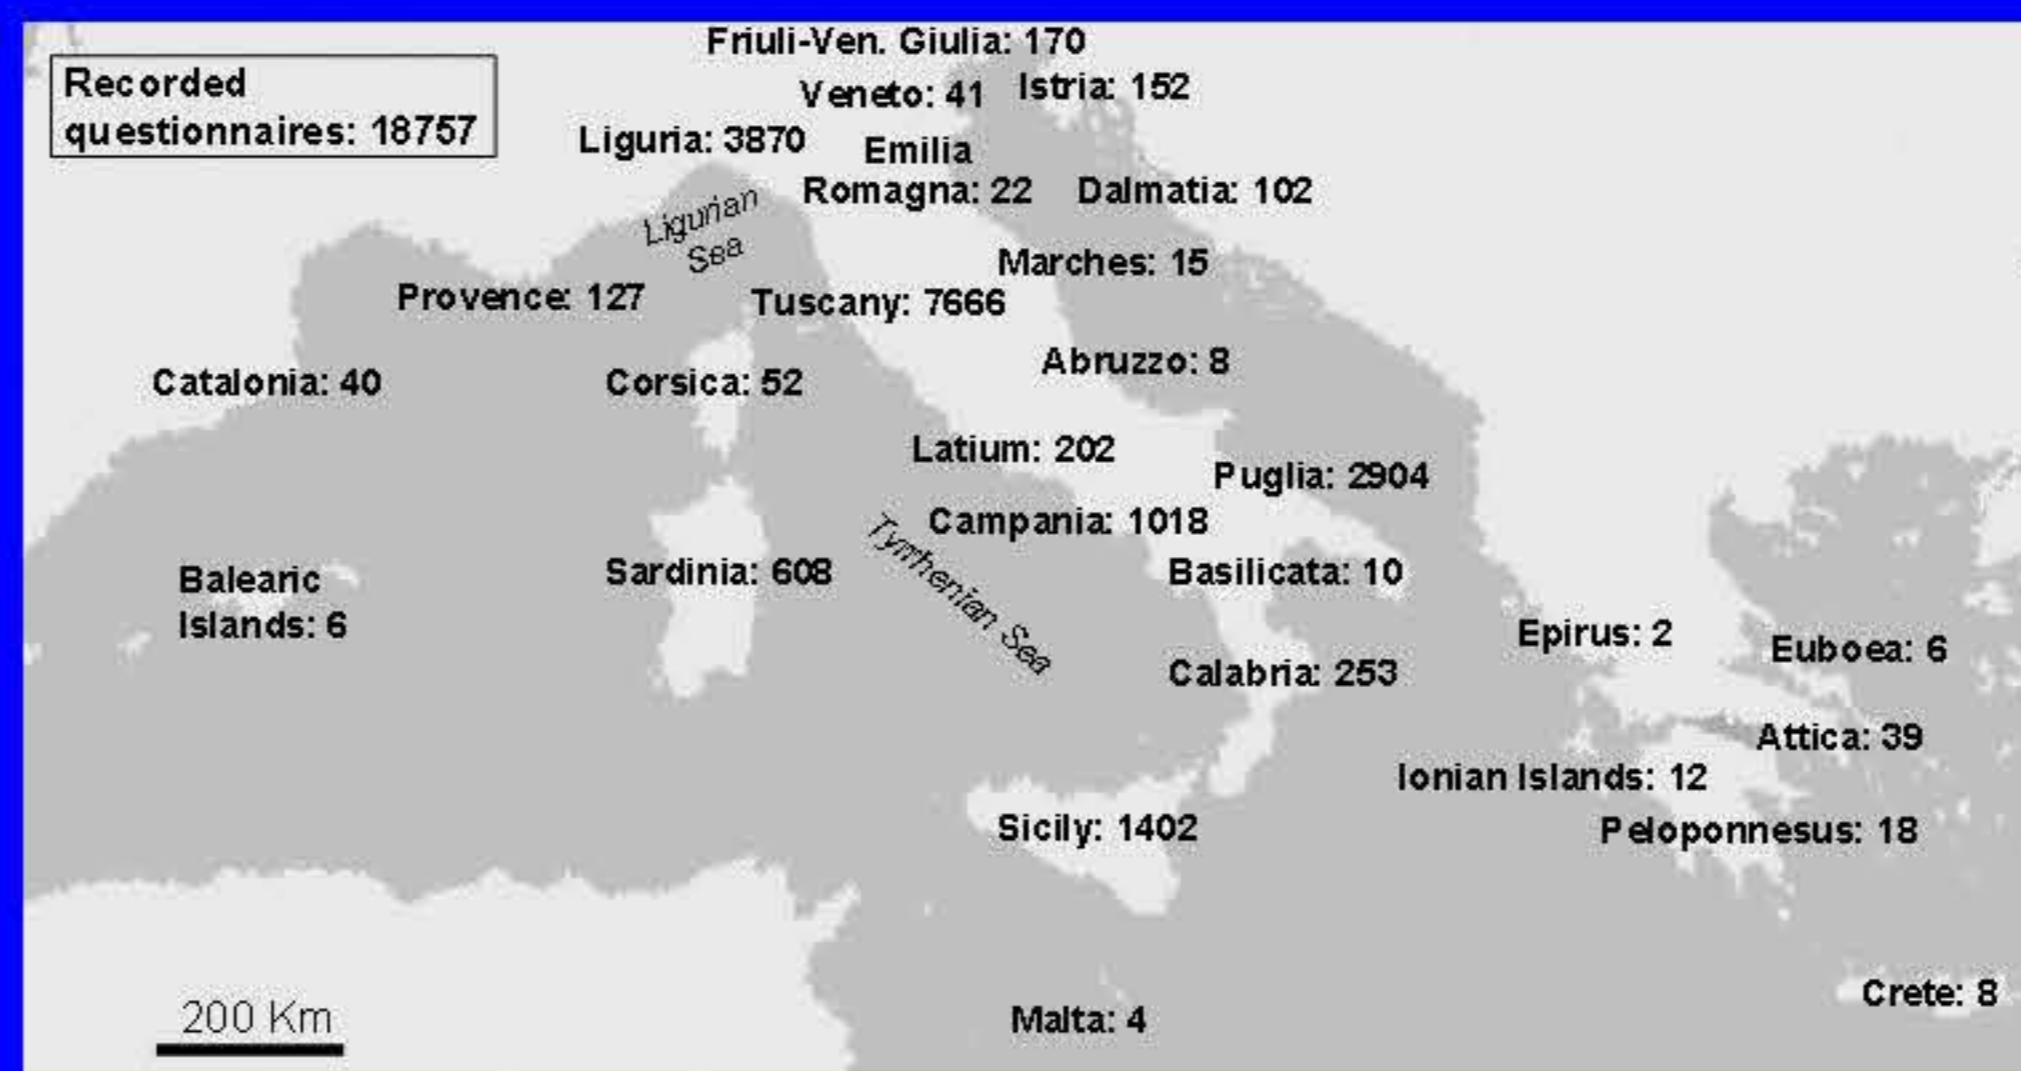 Recorded
questionnaires: 18757
Friuli-Ven. Giulia: 170
Veneto: 41
Istria: 152
Liguria: 3870
Emilia
Romagna: 22
Dalmatia: 102
Ligurian
Sea
Marches: 15
Provence: 127
Tuscany: 7666
Abruzzo: 8
Catalonia: 40
Corsica: 52
Latium: 202
Puglia: 2904
Campania: 1018
Tyrrhenian Sea
Balearic
Islands: 6
Sardinia: 608
Basilicata: 10
Epirus: 2
Euboea: 6
Calabria: 253
Attica: 39
Ionian Islands: 12
Sicily: 1402
Peloponnesus: 18
Crete: 8
200 Km
Malta: 4